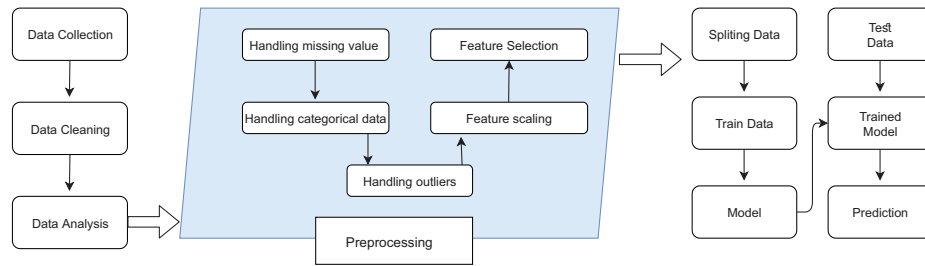 Data Collection
Data Cleaning
Data Analysis
Handling missing value
Handling categorical data
Handling outliers
Feature scaling
Feature Selection
Preprocessing
Spliting Data
Train Data
Model
Test
Data
Trained
Model
Prediction